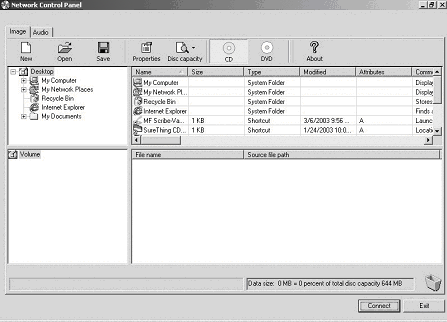 Network Control Panel
Image Audio
New Open Save Properties Disc capacity CD DVD About
Desktop
My Computer
My Network Places
Recycle Bin
Internet Explorer
My Documents
Name Size Type Modified Attributes Comme
My Computer System Folder Display
My Network Pl... System Folder Display
Recycle Bin System Folder Stores
Internet Explorer System Folder Finds a
MF Scribe-Va... 1 KB Shortcut 3/6/2003 9:56 ... A Launc
SureThing CD... 1 KB Shortcut 1/24/2003 10:0... A Locati
Volume
File name Source file path
Data size: 0 MB = 0 percent of total disc capacity 644 MB
Connect Exit